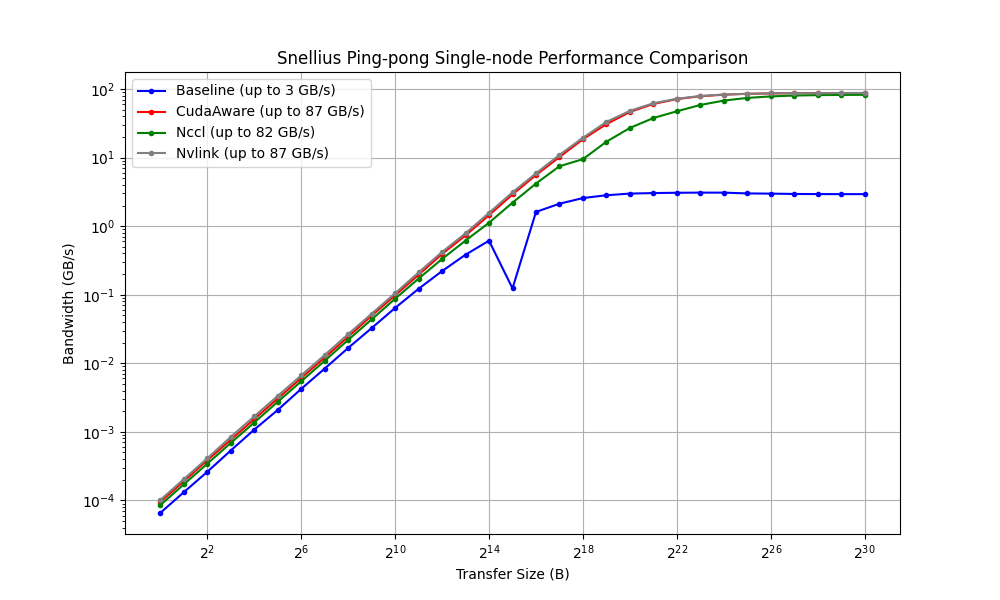 Snellius Ping-pong Single-node Performance Comparison
Baseline (up to 3 GB/s)
CudaAware (up to 87 GB/s)
Nccl (up to 82 GB/s)
Nvlink (up to 87 GB/s)
Bandwidth (GB/s)
10²
10¹
10⁰
10⁻¹
10⁻²
10⁻³
10⁻⁴
2² 2⁶ 2¹⁰ 2¹⁴ 2¹⁸ 2²² 2²⁶ 2³⁰
Transfer Size (B)